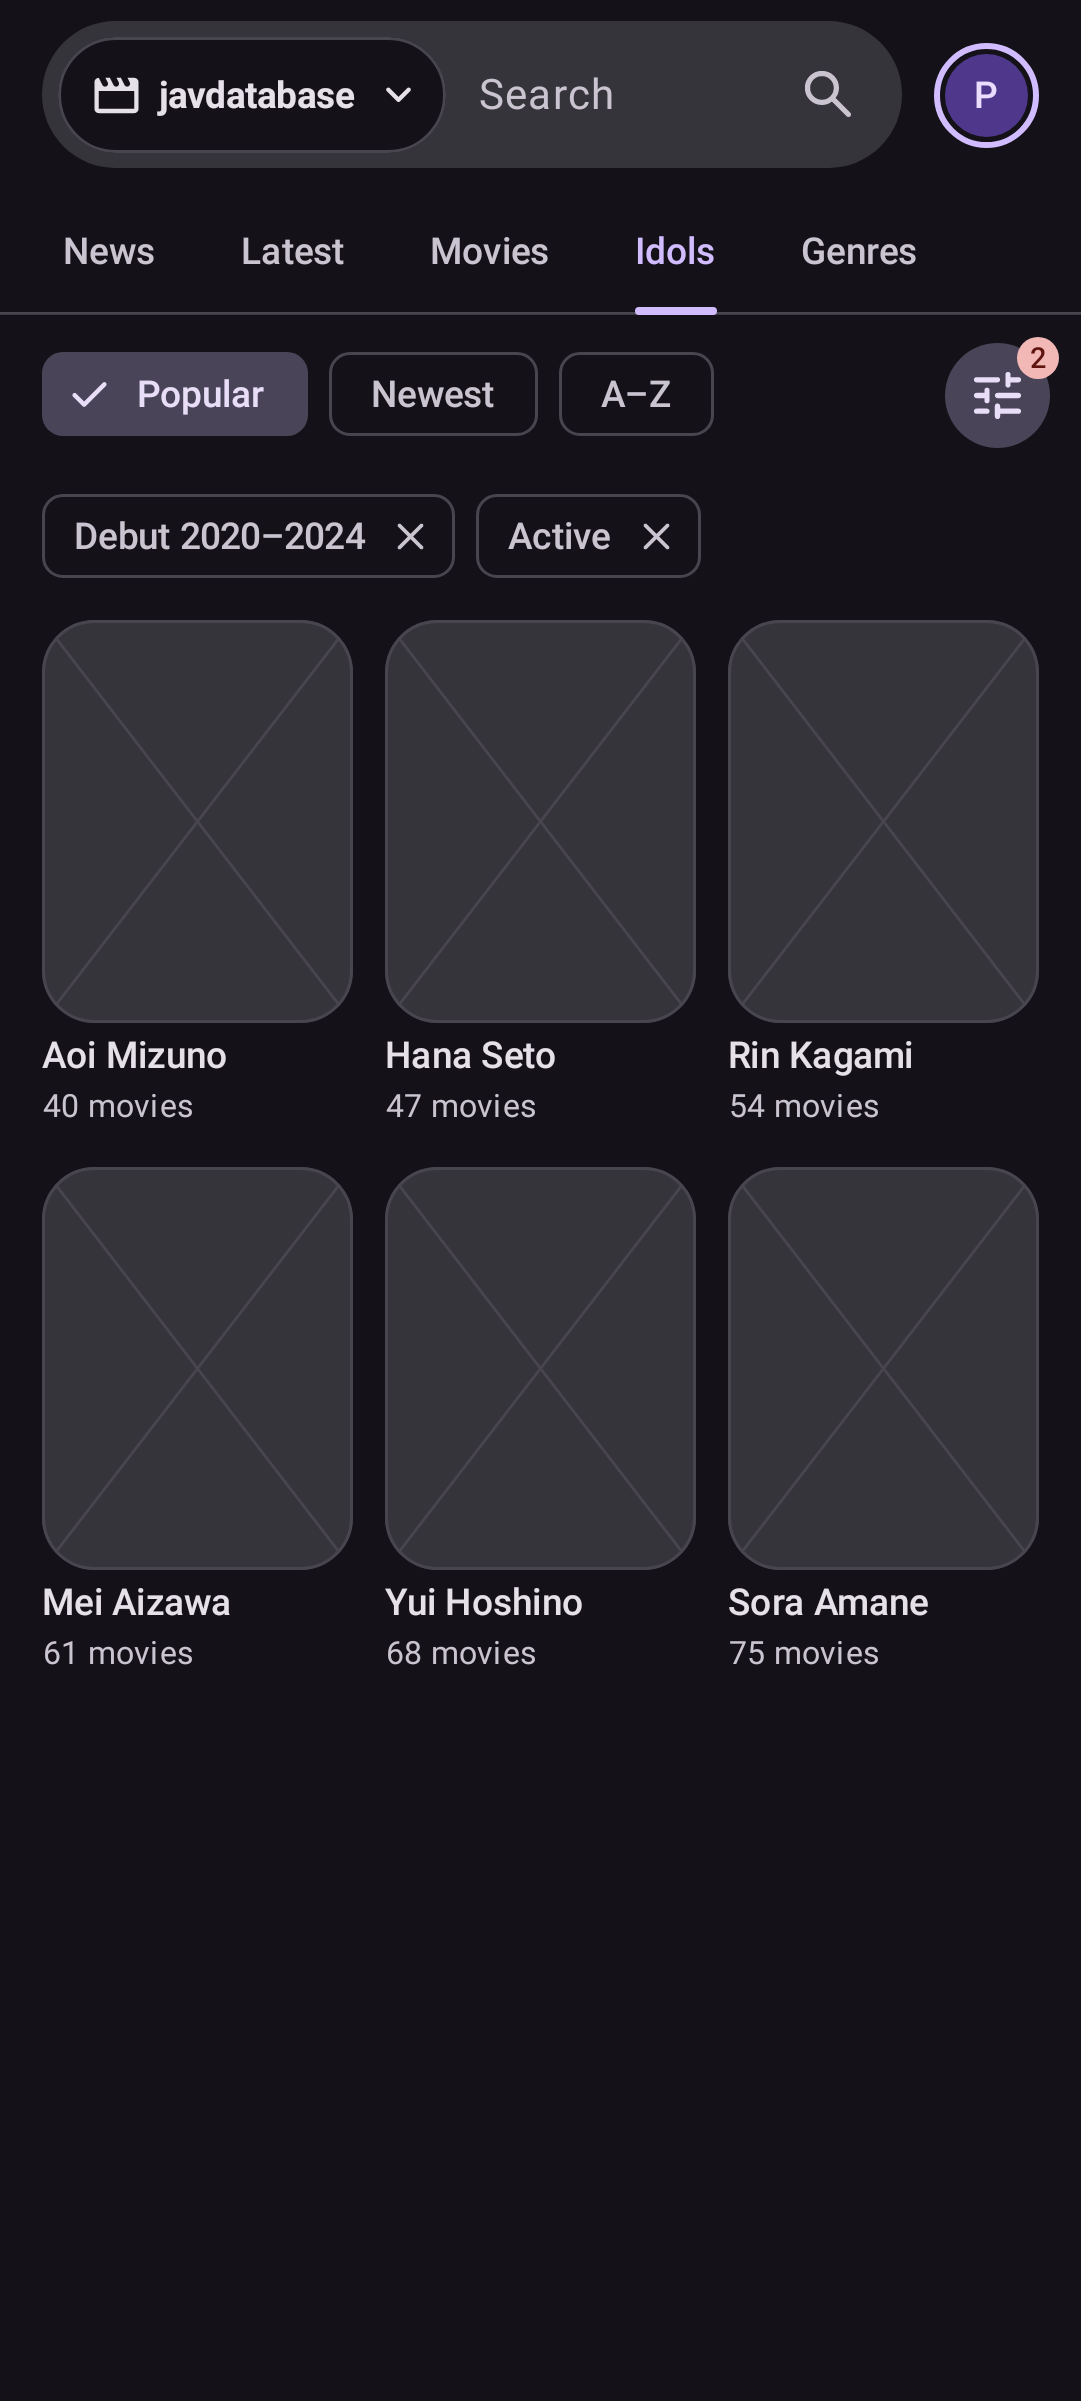 javdatabase
Search
P
News Latest Movies Idols Genres
Popular Newest A–Z
2
Debut 2020–2024 Active
Aoi Mizuno Hana Seto Rin Kagami
40 movies 47 movies 54 movies
Mei Aizawa Yui Hoshino Sora Amane
61 movies 68 movies 75 movies